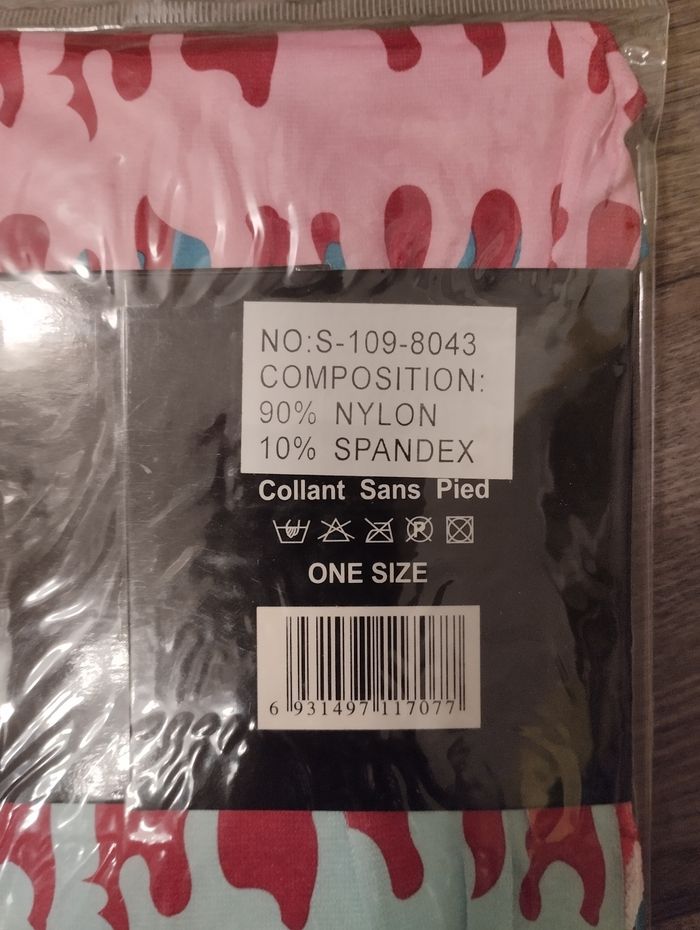 NO:S-109-8043
COMPOSITION:
90% NYLON
10% SPANDEX
Collant Sans Pied
ONE SIZE
6 931497 117077